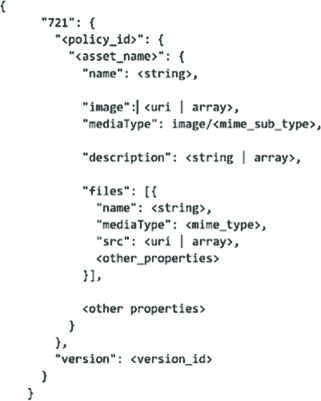 {
"721": {
"<policy_id>": {
"<asset_name>": {
"name": <string>,
"image": <uri | array>,
"mediaType": image/<mime_sub_type>,
"description": <string | array>,
"files": [{
"name": <string>,
"mediaType": <mime_type>,
"src": <uri | array>,
<other_properties>
}],
<other properties>
}
},
"version": <version_id>
}
}